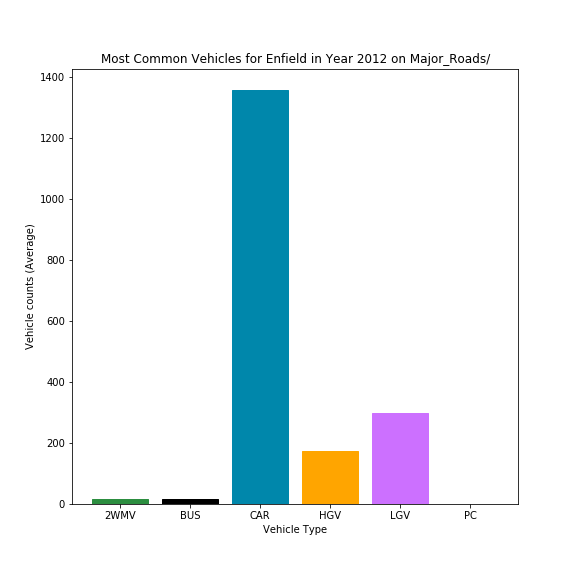 Most Common Vehicles for Enfield in Year 2012 on Major_Roads/
1400
1200
1000
800
600
400
200
0
Vehicle counts (Average)
2WMV BUS CAR HGV LGV PC
Vehicle Type